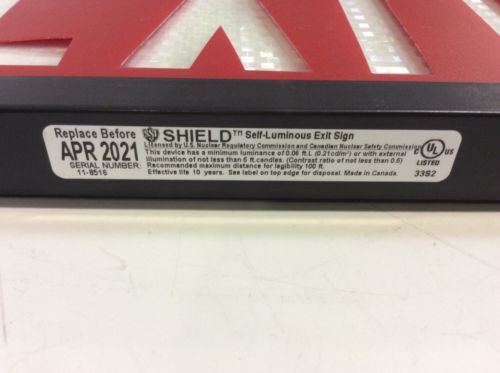 EXIT
Replace Before
APR 2021
SERIAL NUMBER:
11-8516
SHIELD™ Self-Luminous Exit Sign
Licensed by U.S. Nuclear Regulatory Commission and Canadian Nuclear Safety Commission
This device has a minimum luminance of 0.06 ft.L (0.21cd/m²) or with external
illumination of not less than 5 ft.candles. (Contrast ratio of not less than 0.5)
Recommended maximum distance for legibility 100 ft.
Effective life 10 years. See label on top edge for disposal. Made in Canada.
C UL US
LISTED
33S2